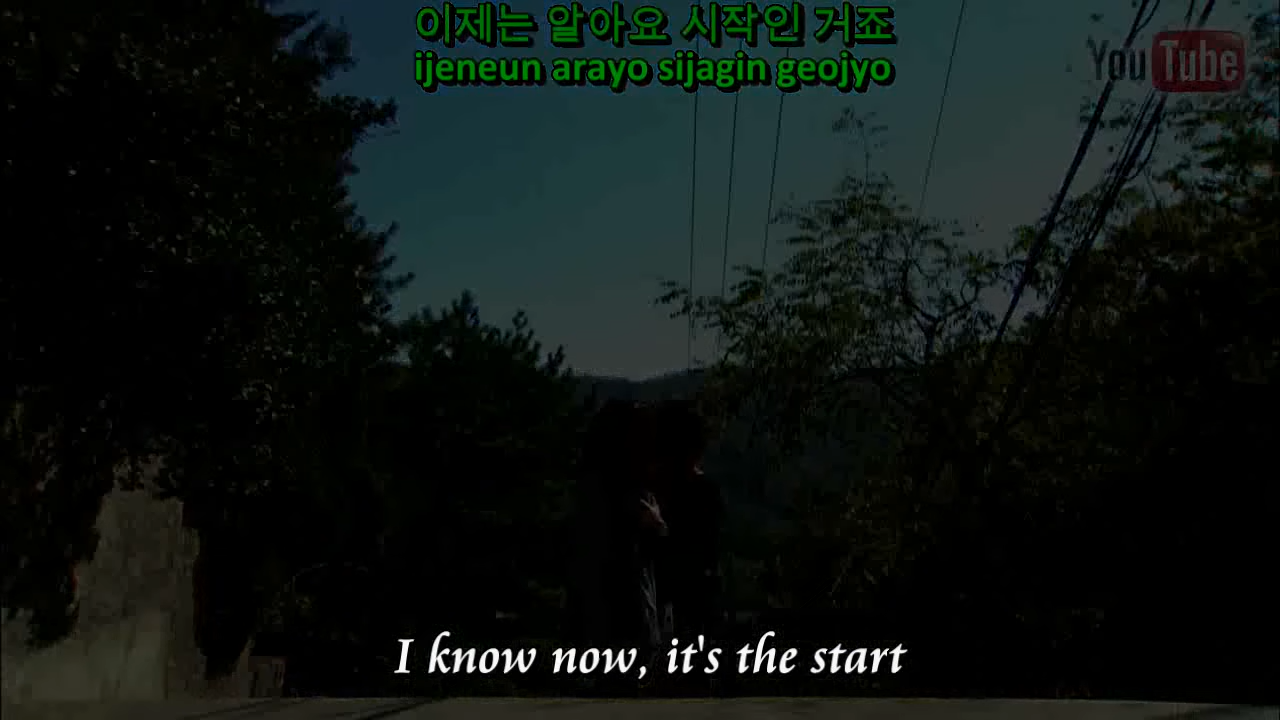 이제는 알아요 시작인 거죠
ijeneun arayo sijagin geojyo
YouTube
I know now, it's the start